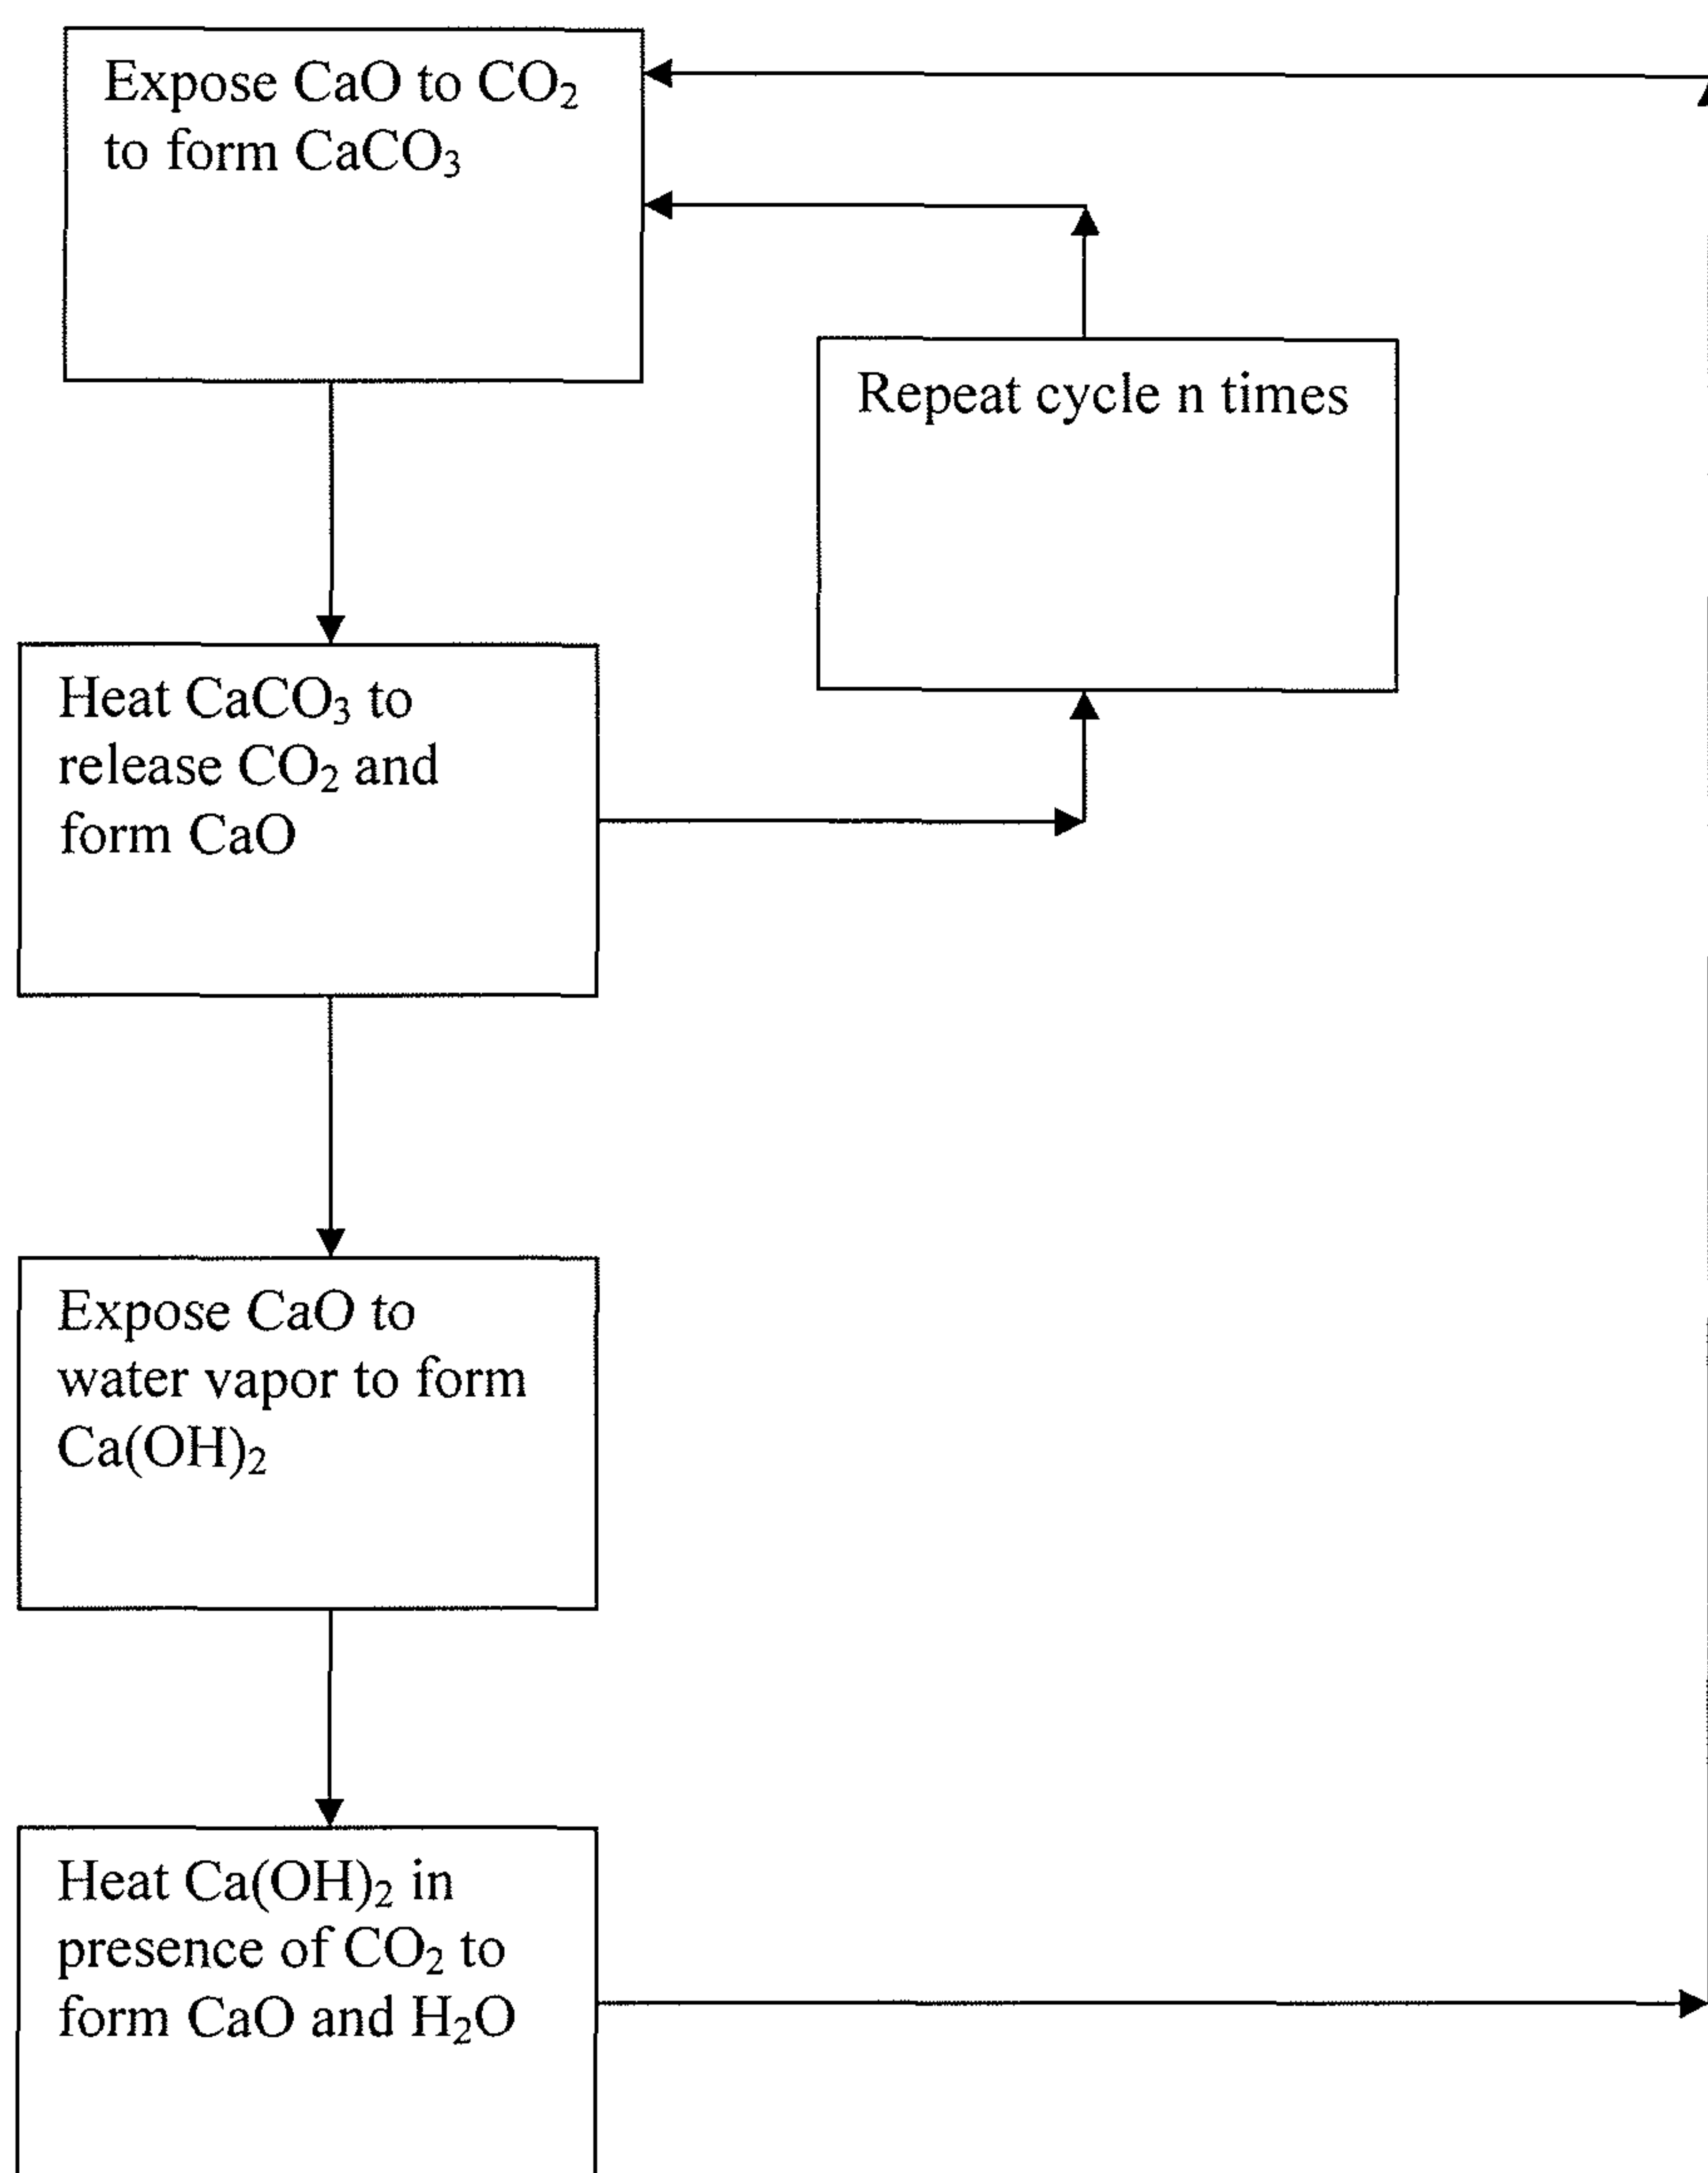 Expose CaO to CO₂
to form CaCO₃
Repeat cycle n times
Heat CaCO₃ to
release CO₂ and
form CaO
Expose CaO to
water vapor to form
Ca(OH)₂
Heat Ca(OH)₂ in
presence of CO₂ to
form CaO and H₂O